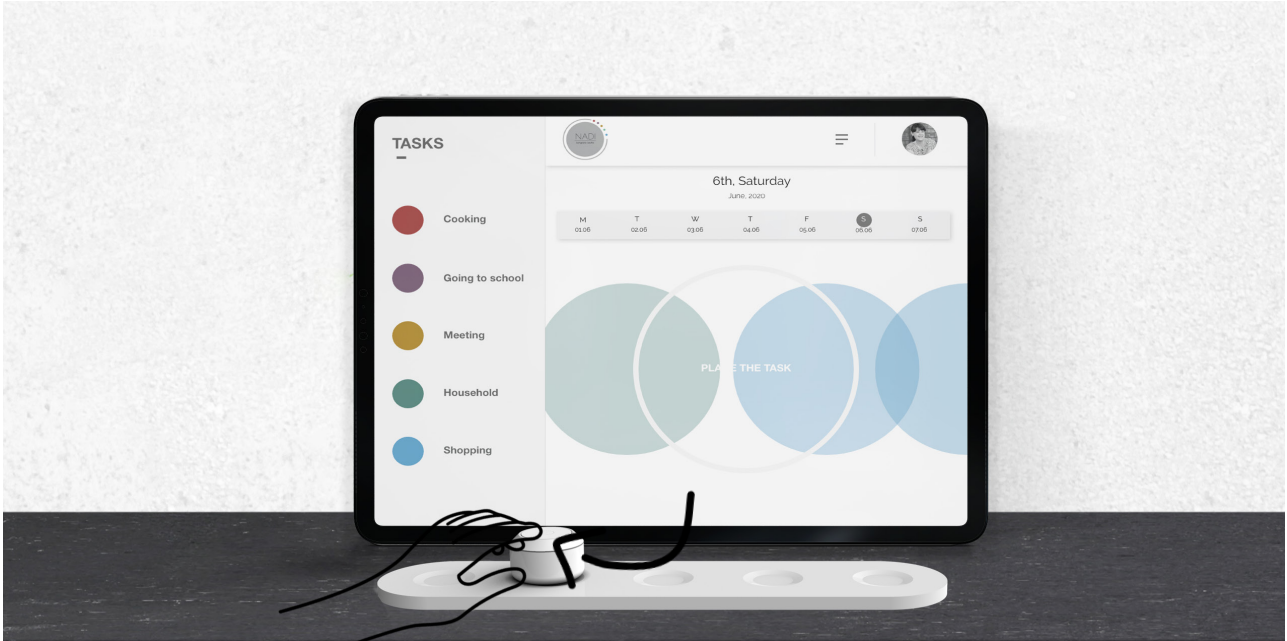 TASKS
Cooking
Going to school
Meeting
Household
Shopping
NADI
6th, Saturday
June, 2020
M T W T F S S
01.06 02.06 03.06 04.06 05.06 06.06 07.06
PLACE THE TASK